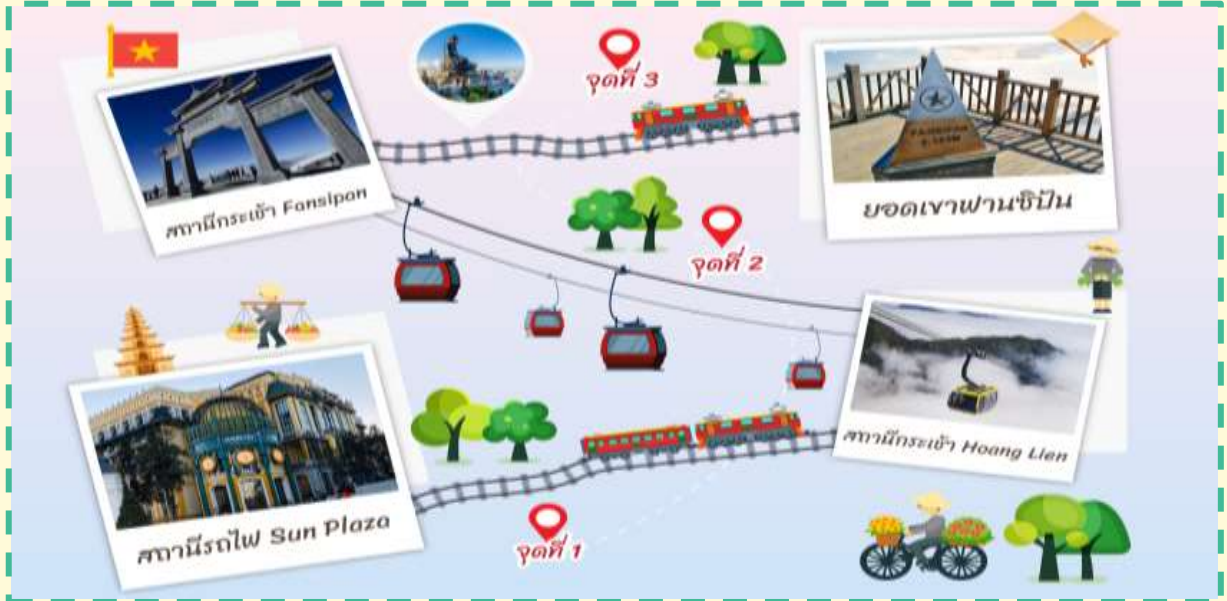 จุดที่ 3
สถานีกระเช้า Fansipan
ยอดเขาฟานซิปัน
จุดที่ 2
สถานีกระเช้า Hoang Lien
สถานีรถไฟ Sun Plaza
จุดที่ 1